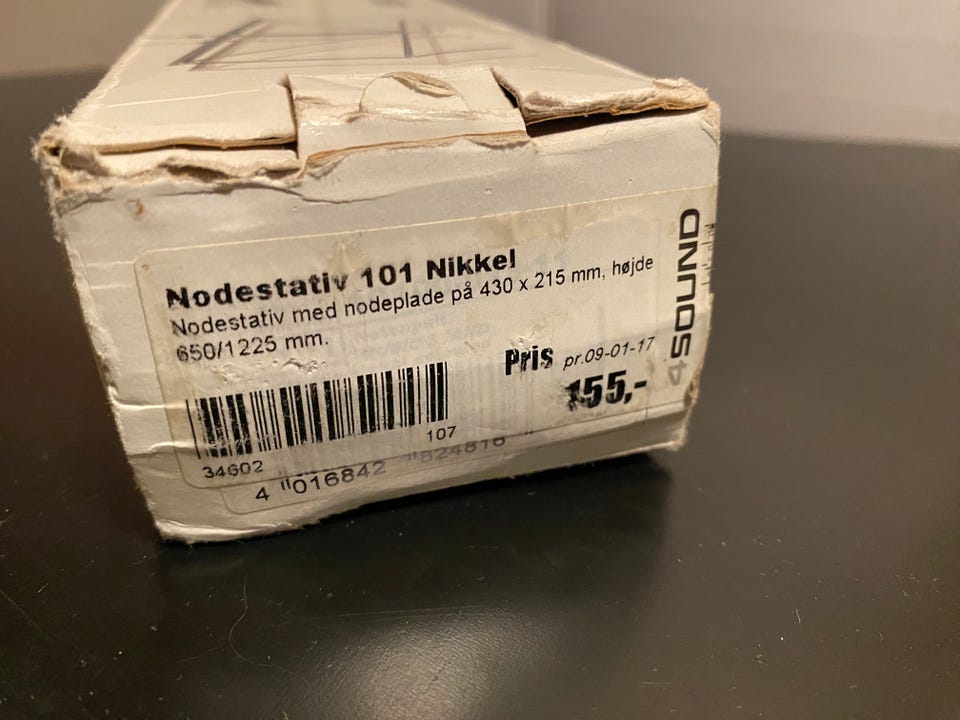 Nodestativ 101 Nikkel
Nodestativ med nodeplade på 430 x 215 mm, højde
650/1225 mm.
Pris pr.09-01-17
155,-
34602
107
4 016842 824816
4SOUND